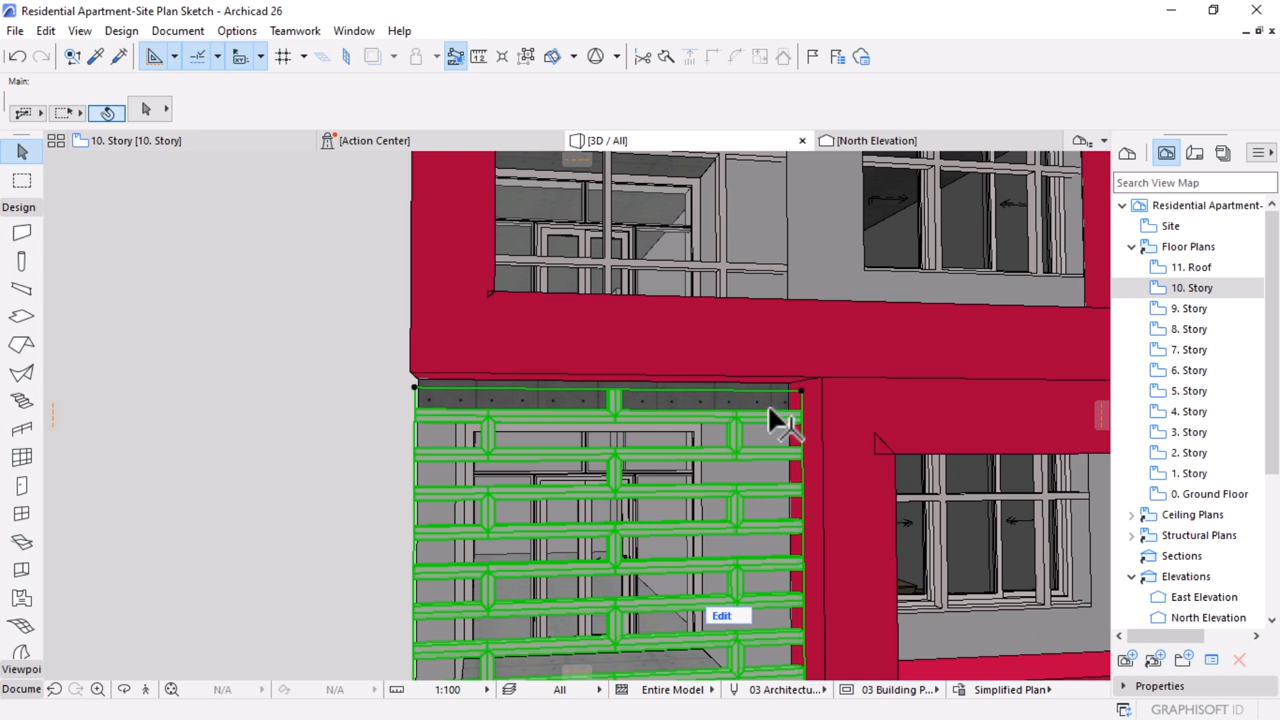 Residential Apartment-Site Plan Sketch - Archicad 26
File Edit View Design Document Options Teamwork Window Help
Main:
10. Story [10. Story]
[Action Center]
[3D / All]
[North Elevation]
Design
Search View Map
Residential Apartment-
Site
Floor Plans
11. Roof
10. Story
9. Story
8. Story
7. Story
6. Story
5. Story
4. Story
3. Story
2. Story
1. Story
0. Ground Floor
Ceiling Plans
Structural Plans
Sections
Elevations
East Elevation
North Elevation
Edit
Viewpoi
Docume
N/A
N/A
1:100
All
Entire Model
03 Architectu...
03 Building P...
Simplified Plan
Properties
GRAPHISOFT ID